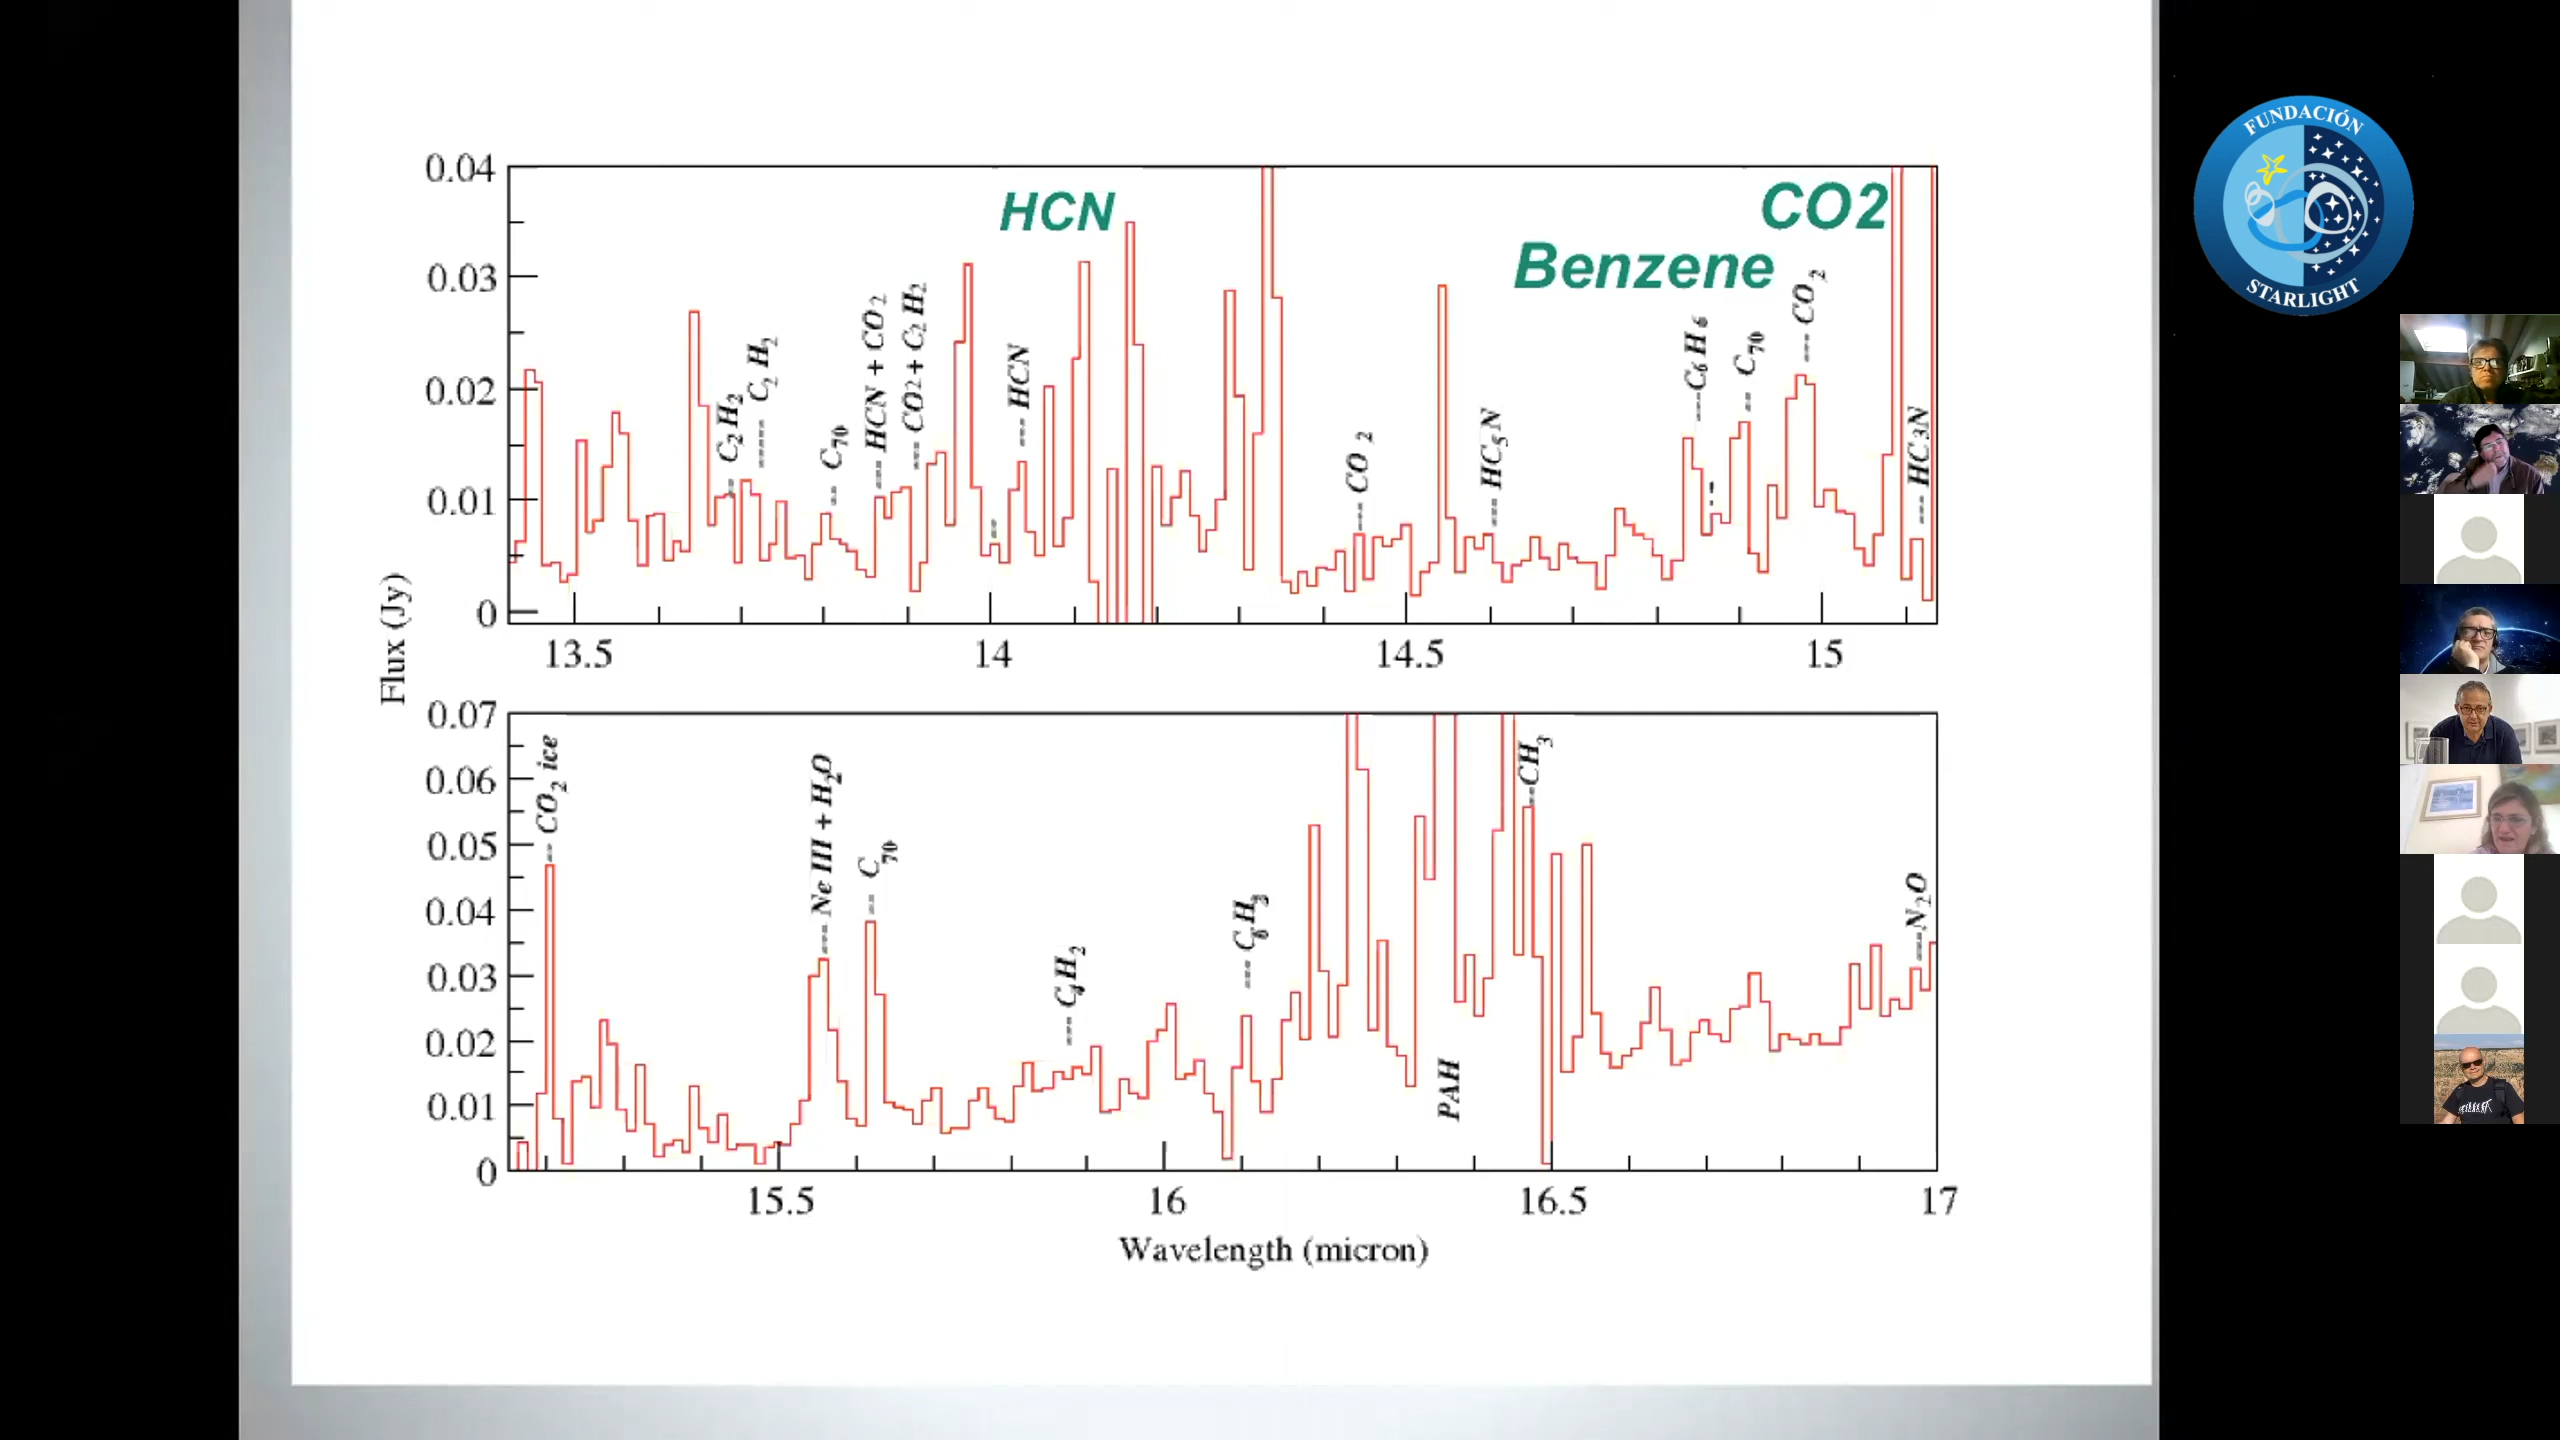 FUNDACIÓN
STARLIGHT
HCN
CO2
Benzene
0.04
0.03
0.02
0.01
0
C2H2
C2H2
C70
HCN + CO2
CO2 + C2H2
HCN
CO2
HC5N
C6H6
C70
CO2
HC3N
13.5 14 14.5 15
Flux (Jy)
0.07
0.06
0.05
0.04
0.03
0.02
0.01
0
CO2 ice
Ne III + H2O
C70
PAH
CH3
N2O
15.5 16 16.5 17
Wavelength (micron)